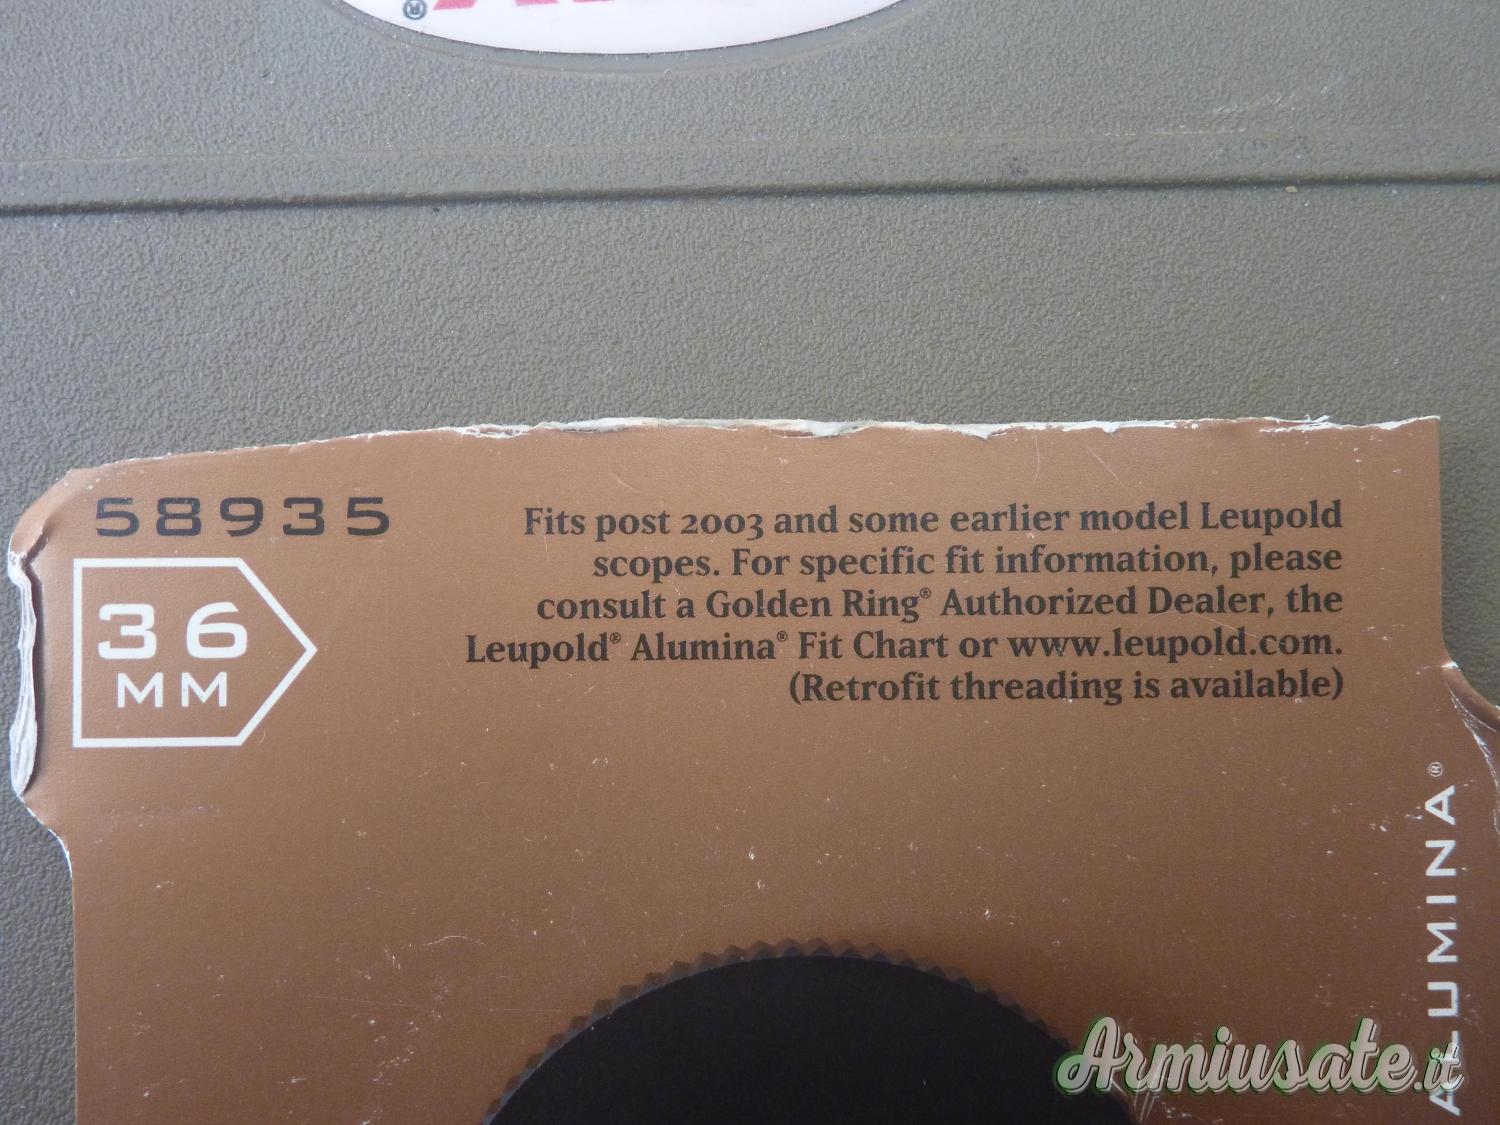 ®
58935
36
MM
Fits post 2003 and some earlier model Leupold
scopes. For specific fit information, please
consult a Golden Ring® Authorized Dealer, the
Leupold® Alumina® Fit Chart or www.leupold.com.
(Retrofit threading is available)
ALUMINA®
Armiusate.it